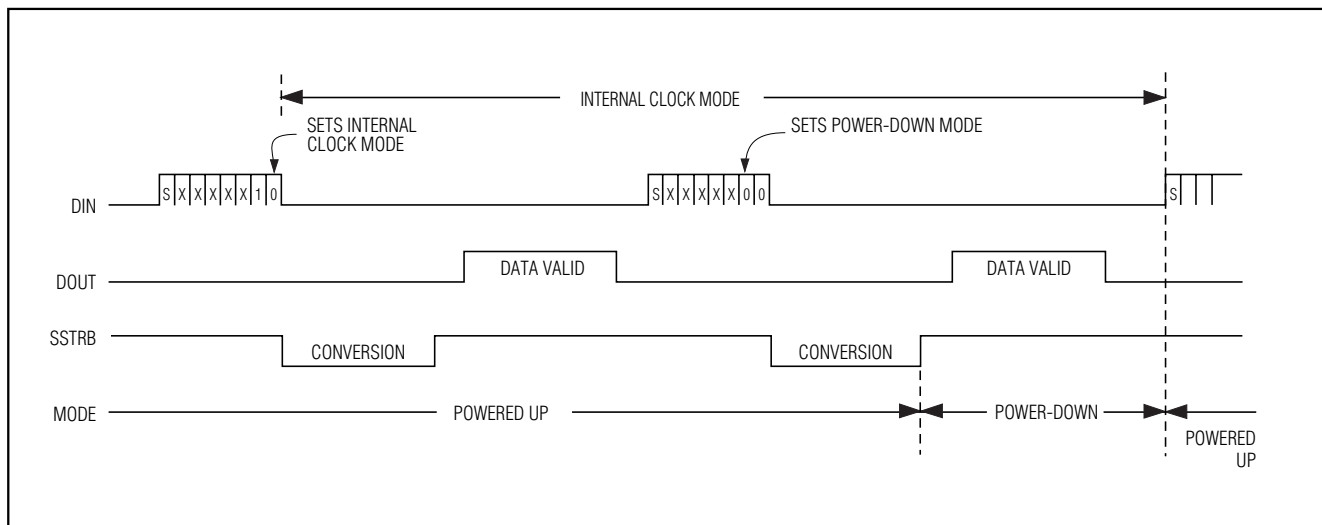 INTERNAL CLOCK MODE
SETS INTERNAL
CLOCK MODE
SETS POWER-DOWN MODE
DIN
S X X X X X 1 0
S X X X X X 0 0
S
DOUT
DATA VALID
DATA VALID
SSTRB
CONVERSION
CONVERSION
MODE
POWERED UP
POWER-DOWN
POWERED
UP